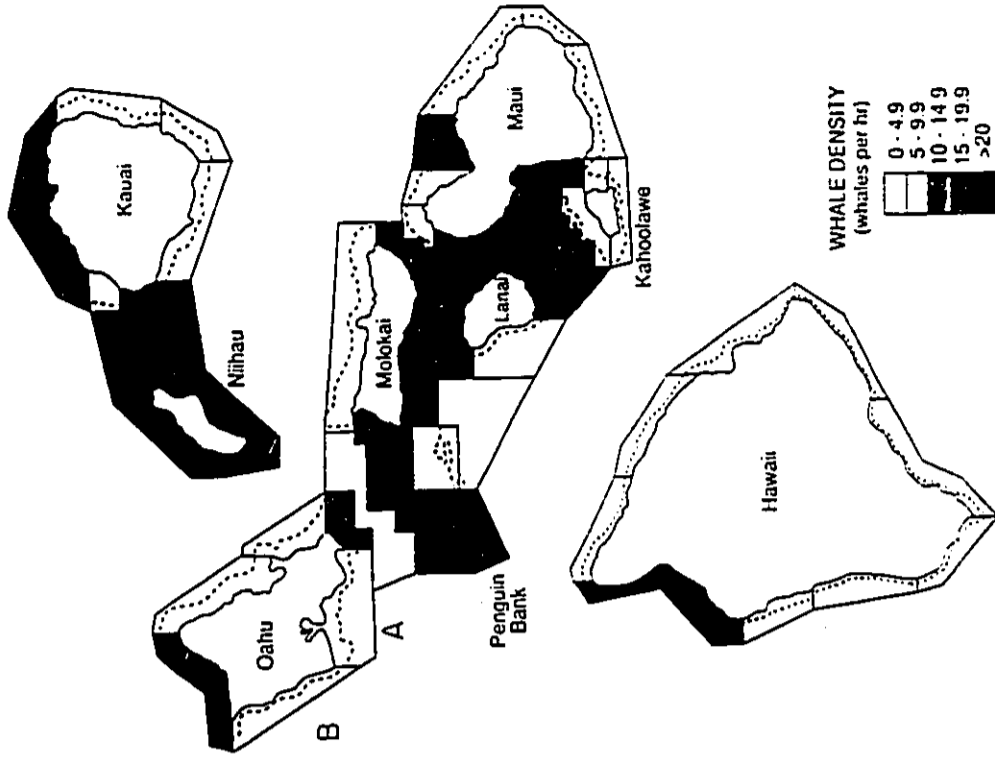 Kauai
Niihau
Oahu
B
A
Molokai
Maui
Lanai
Kahoolawe
Penguin
Bank
Hawaii
WHALE DENSITY
(whales per hr)
0 - 4.9
5 - 9.9
10 - 14 9
15 - 19.9
>20